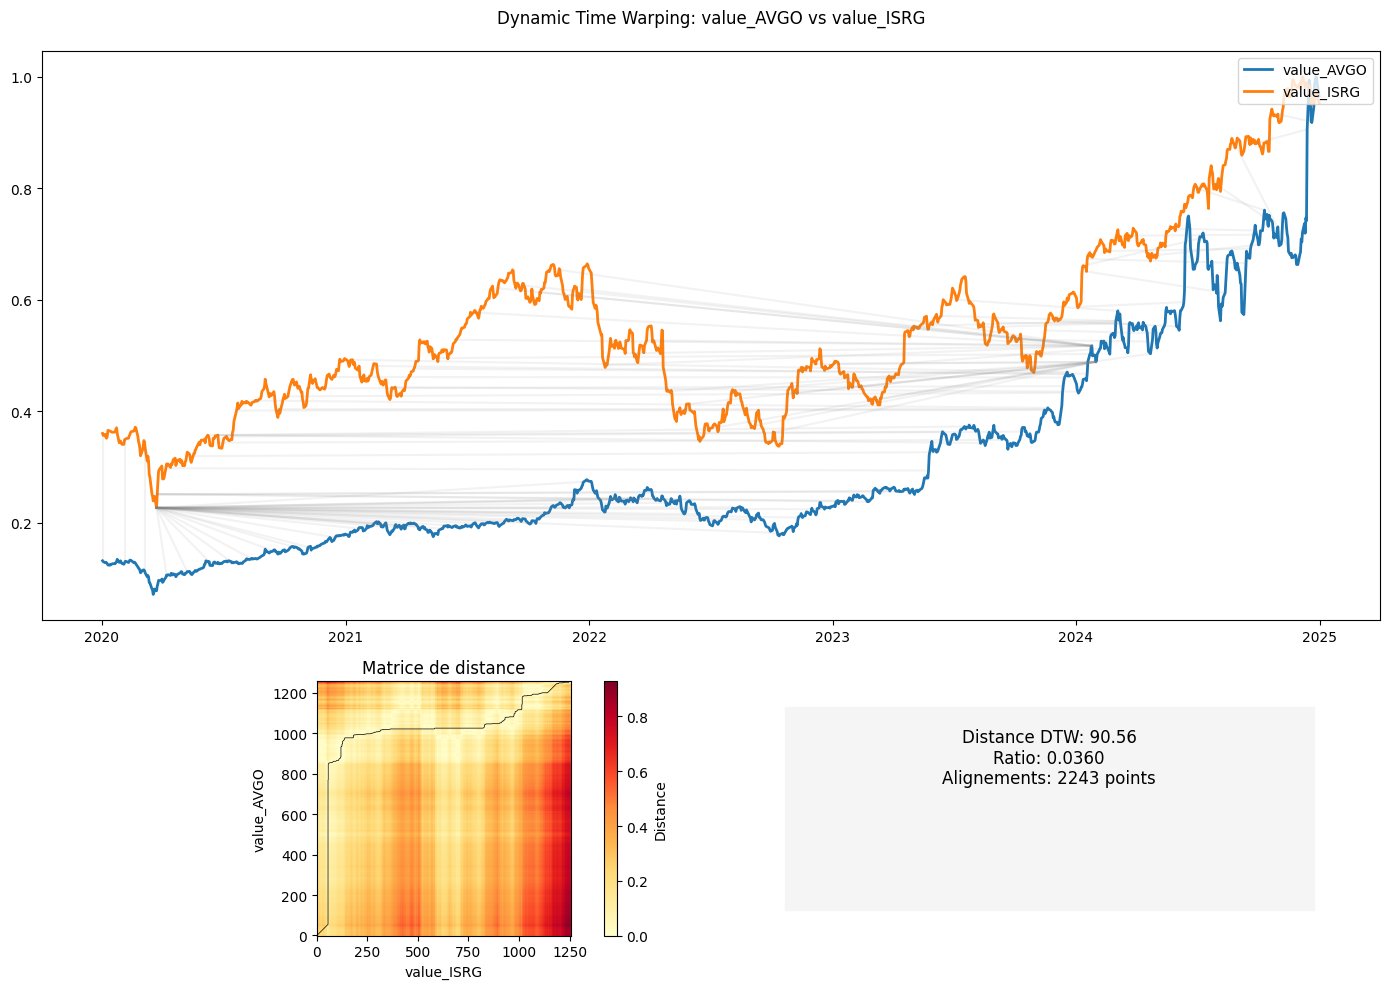 Dynamic Time Warping: value_AVGO vs value_ISRG
value_AVGO
value_ISRG
1.0
0.8
0.6
0.4
0.2
2020
2021
2022
2023
2024
2025
Matrice de distance
value_AVGO
1200
1000
800
600
400
200
0
0
250
500
750
1000
1250
value_ISRG
0.8
0.6
0.4
0.2
0.0
Distance
Distance DTW: 90.56
Ratio: 0.0360
Alignements: 2243 points